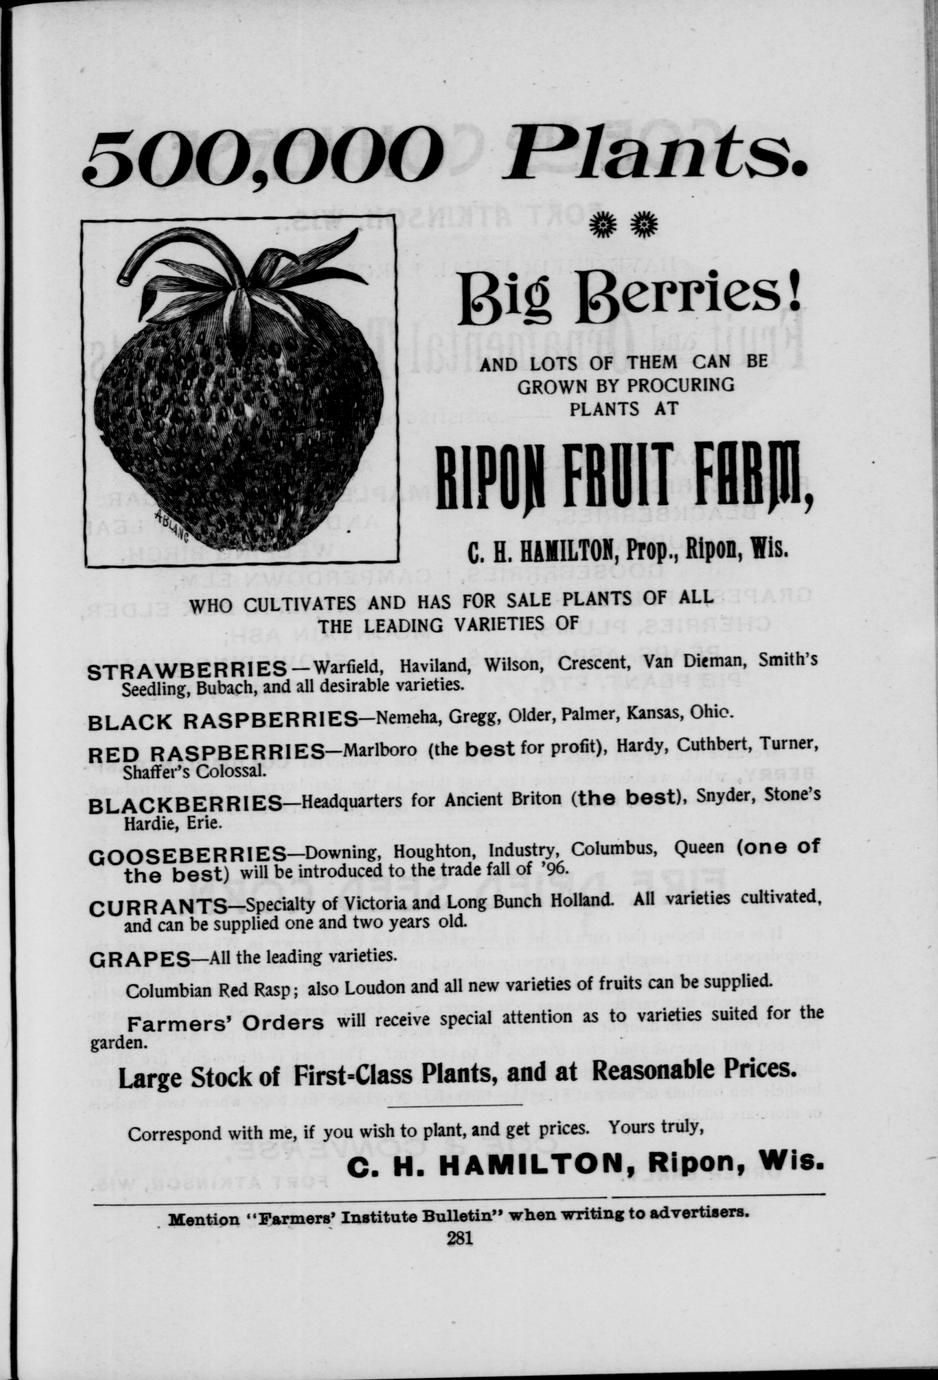 500,000 Plants.
Big Berries!
AND LOTS OF THEM CAN BE
GROWN BY PROCURING
PLANTS AT
RIPON FRUIT FARM,
C. H. HAMILTON, Prop., Ripon, Wis.
A BLANC
WHO CULTIVATES AND HAS FOR SALE PLANTS OF ALL
THE LEADING VARIETIES OF
STRAWBERRIES—Warfield, Haviland, Wilson, Crescent, Van Dieman, Smith's
Seedling, Bubach, and all desirable varieties.
BLACK RASPBERRIES—Nemeha, Gregg, Older, Palmer, Kansas, Ohio.
RED RASPBERRIES—Marlboro (the best for profit), Hardy, Cuthbert, Turner,
Shaffer's Colossal.
BLACKBERRIES—Headquarters for Ancient Briton (the best), Snyder, Stone's
Hardie, Erie.
GOOSEBERRIES—Downing, Houghton, Industry, Columbus, Queen (one of
the best) will be introduced to the trade fall of '96.
CURRANTS—Specialty of Victoria and Long Bunch Holland. All varieties cultivated,
and can be supplied one and two years old.
GRAPES—All the leading varieties.
Columbian Red Rasp; also Loudon and all new varieties of fruits can be supplied.
Farmers' Orders will receive special attention as to varieties suited for the
garden.
Large Stock of First-Class Plants, and at Reasonable Prices.
Correspond with me, if you wish to plant, and get prices. Yours truly,
C. H. HAMILTON, Ripon, Wis.
Mention "Farmers' Institute Bulletin" when writing to advertisers.
281